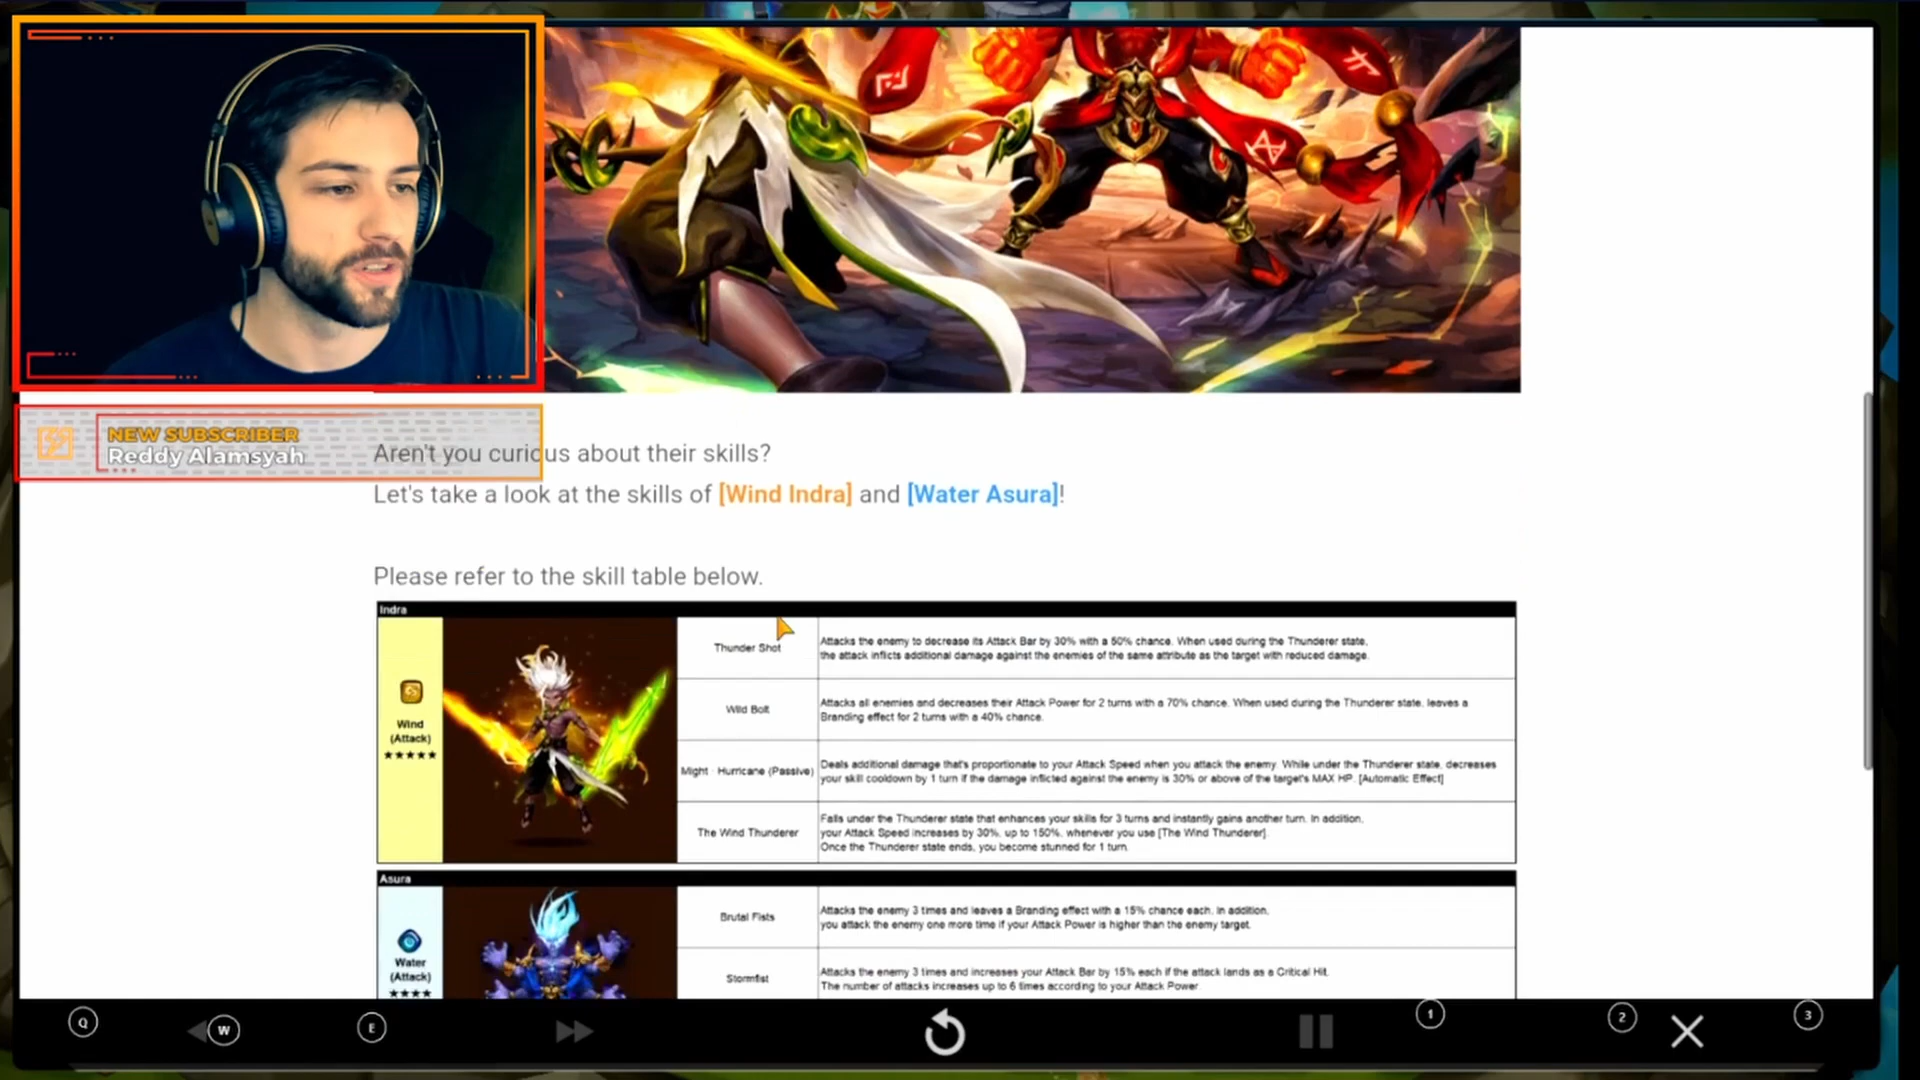 NEW SUBSCRIBER
Reddy Alamsyah
Aren't you curious about their skills?
Let's take a look at the skills of [Wind Indra] and [Water Asura]!
Please refer to the skill table below.
Indra
Wind
(Attack)
★★★★★
Thunder Shot
Attacks the enemy to decrease its Attack Bar by 30% with a 50% chance. When used during the Thunderer state,
the attack inflicts additional damage against the enemies of the same attribute as the target with reduced damage.
Wild Bolt
Attacks all enemies and decreases their Attack Power for 2 turns with a 70% chance. When used during the Thunderer state, leaves a
Branding effect for 2 turns with a 40% chance.
Might : Hurricane (Passive)
Deals additional damage that's proportionate to your Attack Speed when you attack the enemy. While under the Thunderer state, decreases
your skill cooldown by 1 turn if the damage inflicted against the enemy is 30% or above of the target's MAX HP. [Automatic Effect]
The Wind Thunderer
Falls under the Thunderer state that enhances your skills for 3 turns and instantly gains another turn. In addition,
your Attack Speed increases by 30%, up to 150%, whenever you use [The Wind Thunderer].
Once the Thunderer state ends, you become stunned for 1 turn.
Asura
Water
(Attack)
★★★★
Brutal Fists
Attacks the enemy 3 times and leaves a Branding effect with a 15% chance each. In addition,
you attack the enemy one more time if your Attack Power is higher than the enemy target.
Stormfist
Attacks the enemy 3 times and increases your Attack Bar by 15% each if the attack lands as a Critical Hit.
The number of attacks increases up to 6 times according to your Attack Power.
Q
W
E
1
2
3